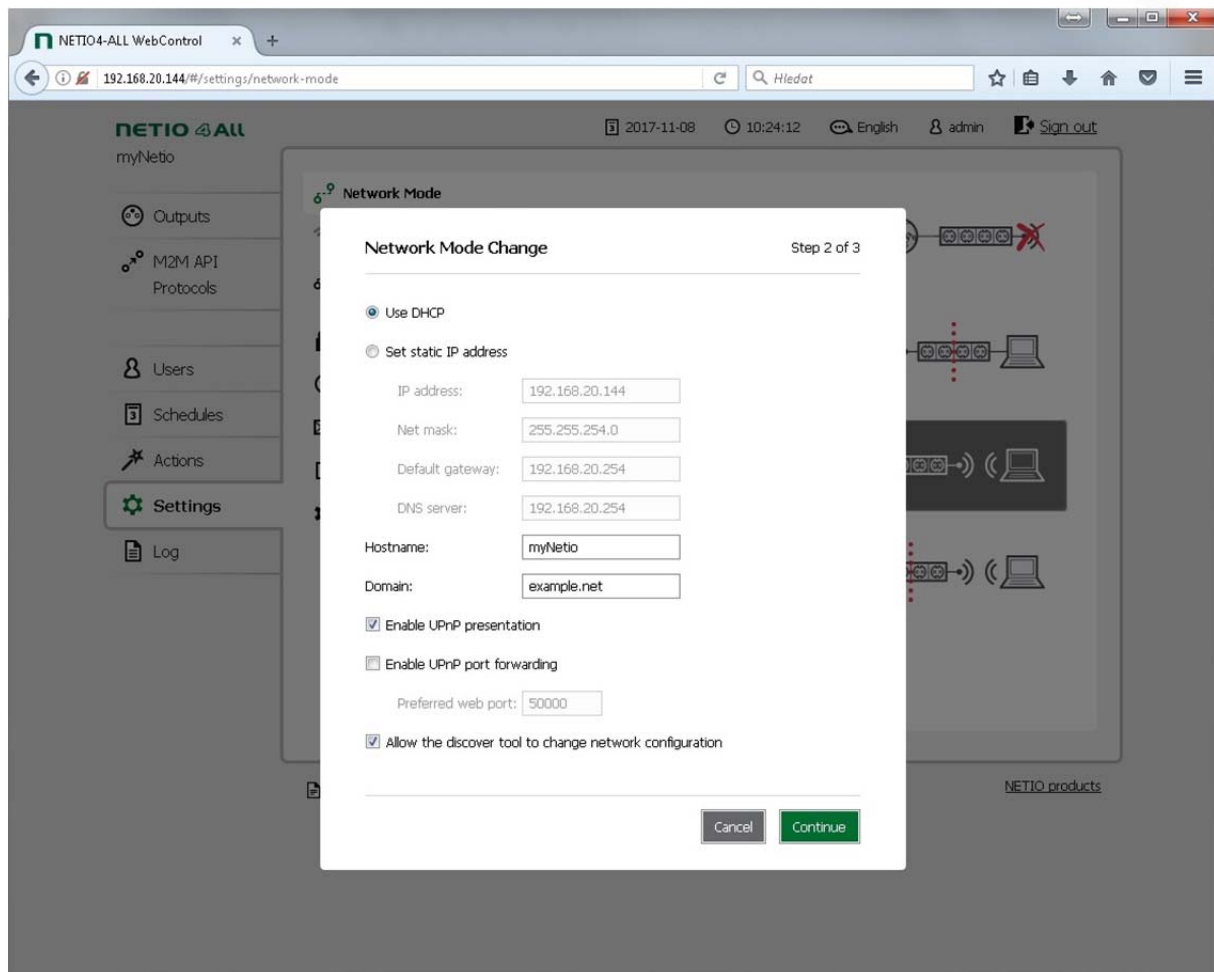 NETIO4-ALL WebControl
192.168.20.144/#/settings/network-mode
Hledat
NETIO 4All
myNetio
2017-11-08
10:24:12
English
admin
Sign out
Outputs
M2M API
Protocols
Users
Schedules
Actions
Settings
Log
Network Mode
Network Mode Change
Step 2 of 3
Use DHCP
Set static IP address
IP address: 192.168.20.144
Net mask: 255.255.254.0
Default gateway: 192.168.20.254
DNS server: 192.168.20.254
Hostname: myNetio
Domain: example.net
Enable UPnP presentation
Enable UPnP port forwarding
Preferred web port: 50000
Allow the discover tool to change network configuration
Cancel
Continue
NETIO products